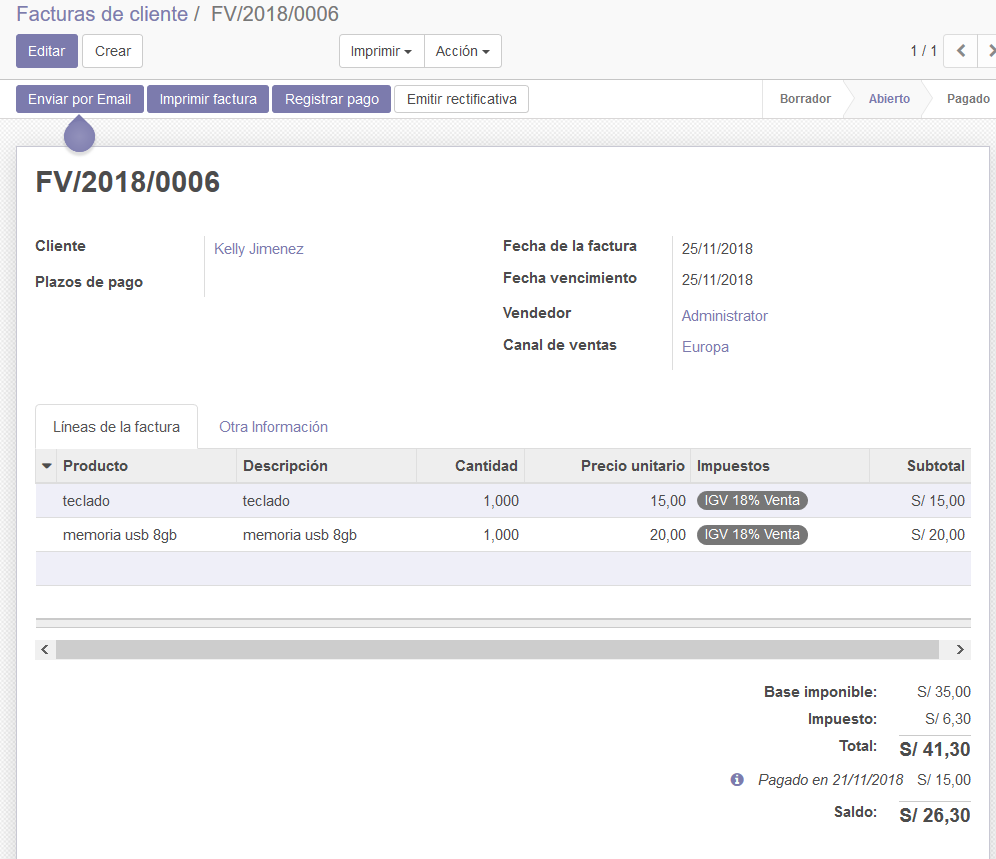 Facturas de cliente / FV/2018/0006
Editar Crear Imprimir Acción 1 / 1
Enviar por Email Imprimir factura Registrar pago Emitir rectificativa Borrador Abierto Pagado
FV/2018/0006
Cliente Kelly Jimenez Fecha de la factura 25/11/2018
Plazos de pago Fecha vencimiento 25/11/2018
Vendedor Administrator
Canal de ventas Europa
Líneas de la factura Otra Información
Producto Descripción Cantidad Precio unitario Impuestos Subtotal
teclado teclado 1,000 15,00 IGV 18% Venta S/ 15,00
memoria usb 8gb memoria usb 8gb 1,000 20,00 IGV 18% Venta S/ 20,00
Base imponible: S/ 35,00
Impuesto: S/ 6,30
Total: S/ 41,30
Pagado en 21/11/2018 S/ 15,00
Saldo: S/ 26,30